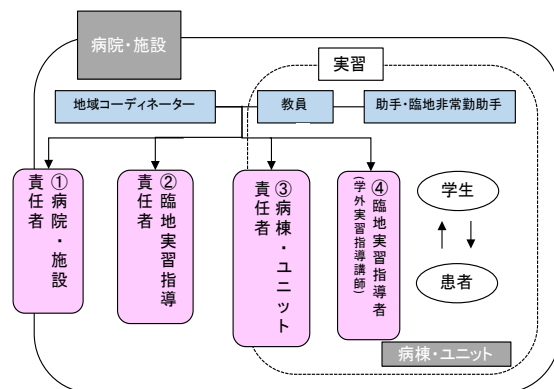 病院・施設
実習
地域コーディネーター
教員
助手・臨地非常勤助手
①病院・施設
責任者
②臨地実習指導
責任者
③病棟・ユニット
責任者
④臨地実習指導者
(学外実習指導講師)
学生
患者
病棟・ユニット